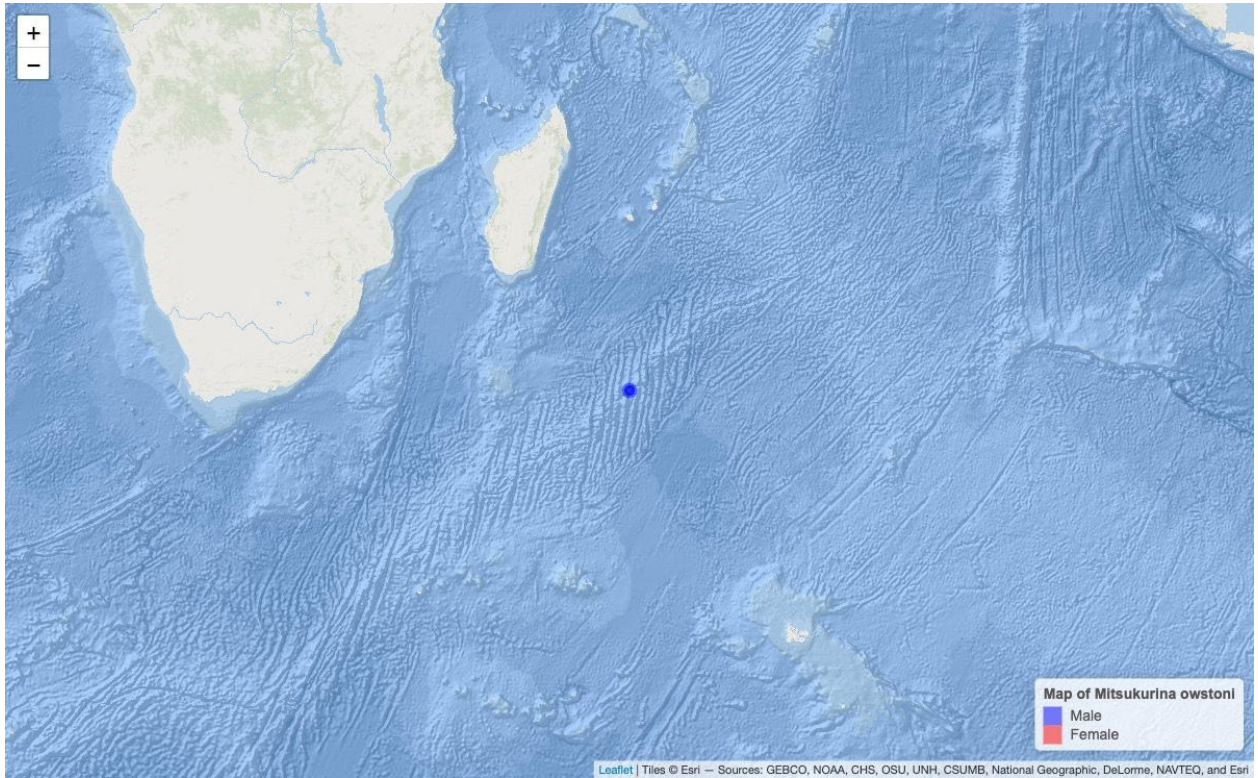 +
−
Map of Mitsukurina owstoni
Male
Female
Leaflet | Tiles © Esri — Sources: GEBCO, NOAA, CHS, OSU, UNH, CSUMB, National Geographic, DeLorme, NAVTEQ, and Esri